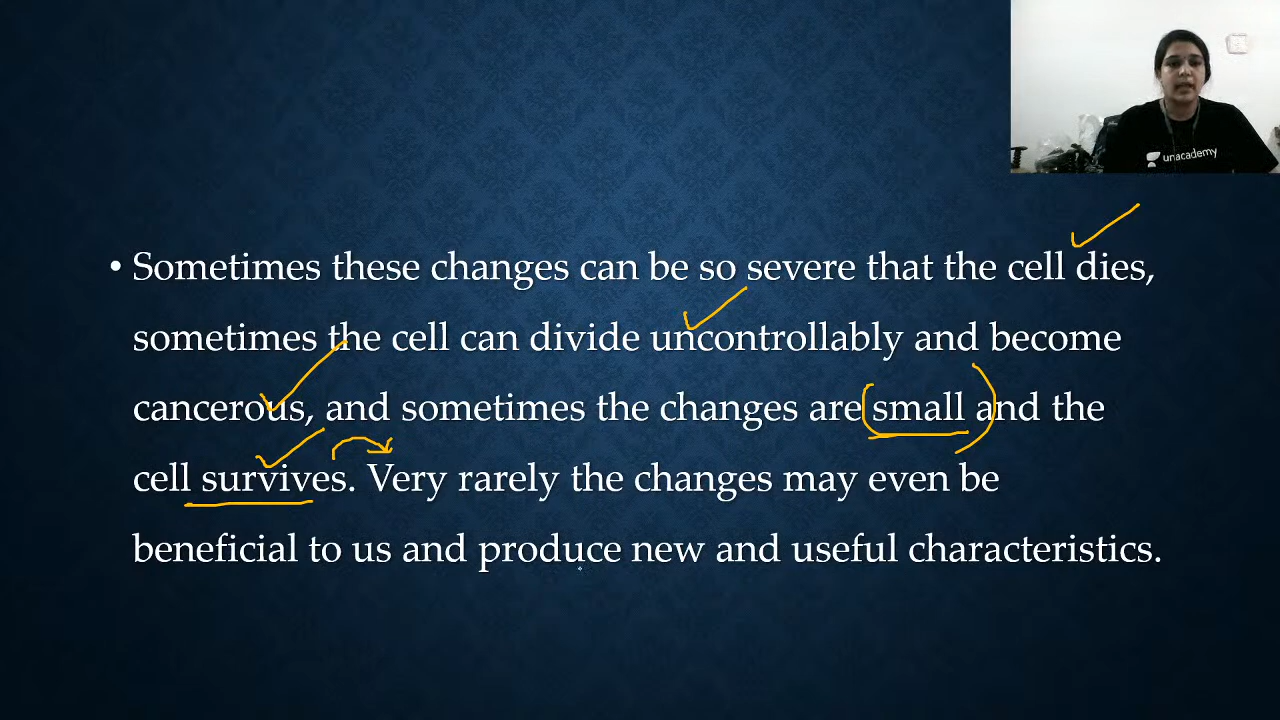 unacademy
• Sometimes these changes can be so severe that the cell dies,
sometimes the cell can divide uncontrollably and become
cancerous, and sometimes the changes are small and the
cell survives. Very rarely the changes may even be
beneficial to us and produce new and useful characteristics.